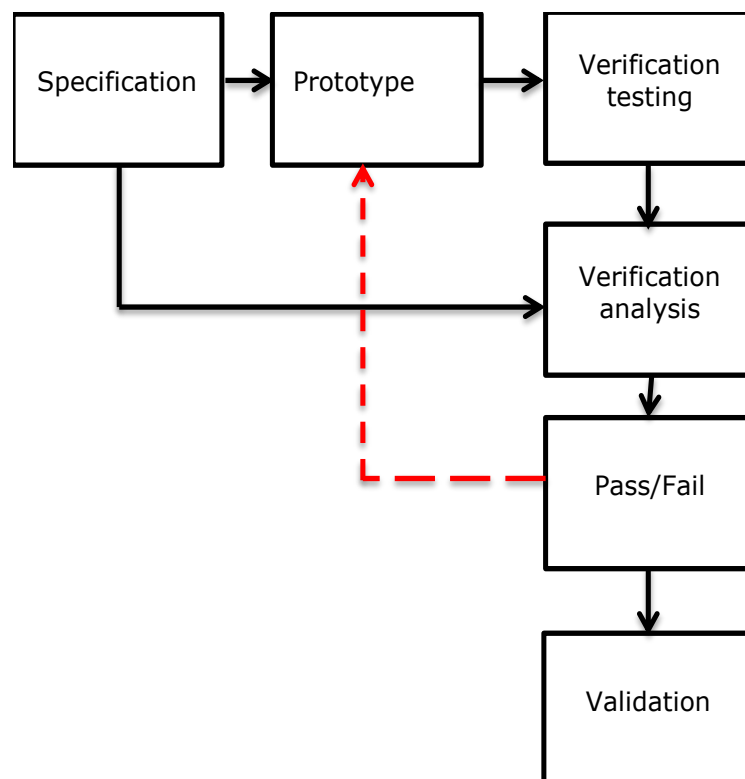 Specification
Prototype
Verification
testing
Verification
analysis
Pass/Fail
Validation